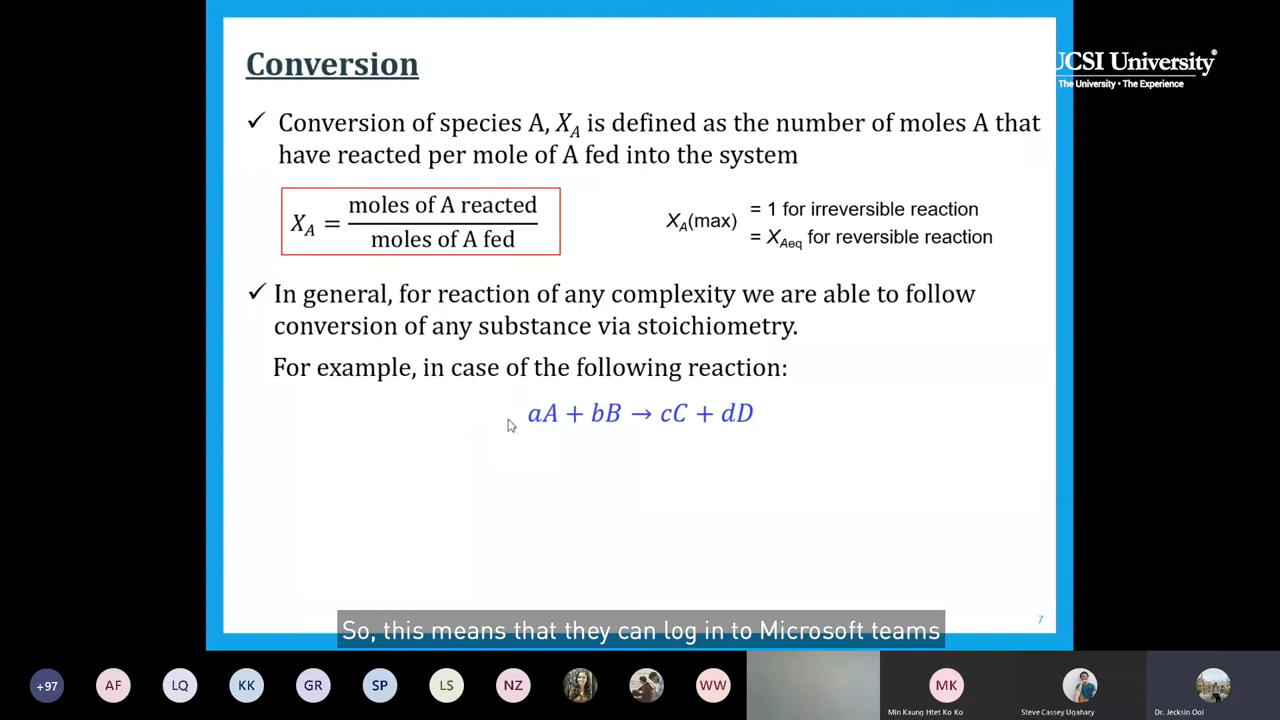 Conversion
UCSI University®
The University • The Experience
✓ Conversion of species A, X_A is defined as the number of moles A that
have reacted per mole of A fed into the system
X_A = moles of A reacted / moles of A fed
X_A(max) = 1 for irreversible reaction
= X_Aeq for reversible reaction
✓ In general, for reaction of any complexity we are able to follow
conversion of any substance via stoichiometry.
For example, in case of the following reaction:
aA + bB → cC + dD
7
So, this means that they can log in to Microsoft teams
+97 AF LQ KK GR SP LS NZ WW MK
Min Kaung Htet Ko Ko Steve Cassey Ugahary Dr. Jecksin Ooi